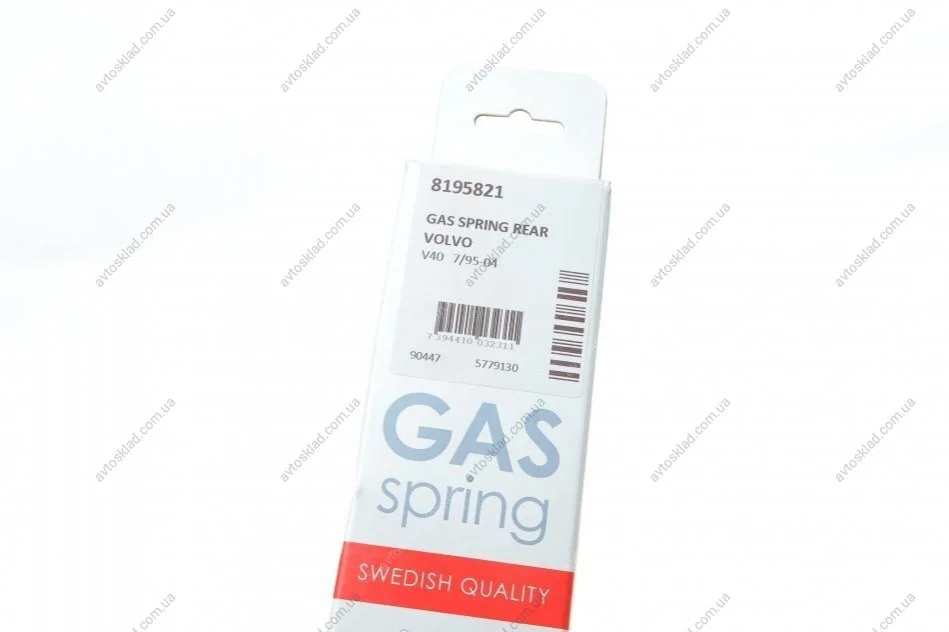 8195821
GAS SPRING REAR
VOLVO
V40 7/95-04
7 394410 032311
90447 5779130
GAS
spring
SWEDISH QUALITY
avtosklad.com.ua